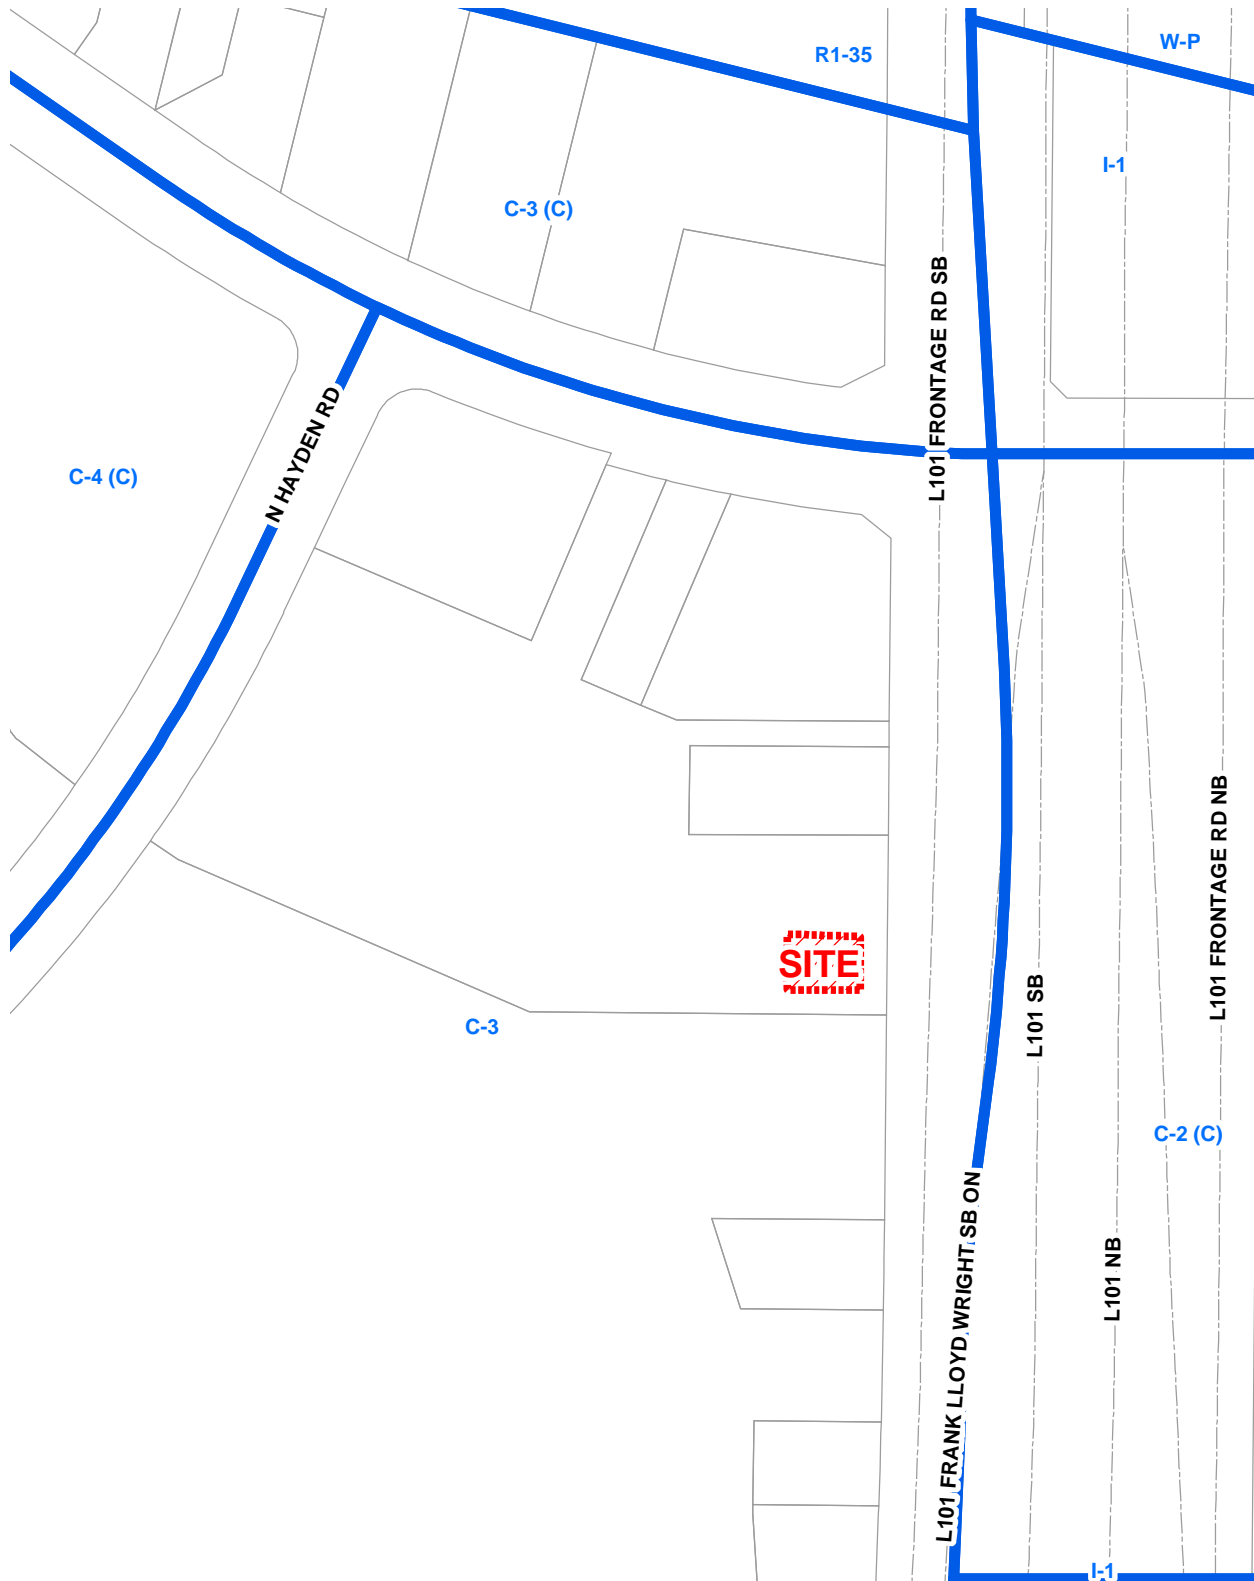 W-P
R1-35
I-1
C-3 (C)
L101 FRONTAGE RD SB
N HAYDEN RD
C-4 (C)
L101 FRONTAGE RD NB
SITE
L101 SB
C-3
C-2 (C)
L101 NB
L101 FRANK LLOYD WRIGHT SB ON
I-1